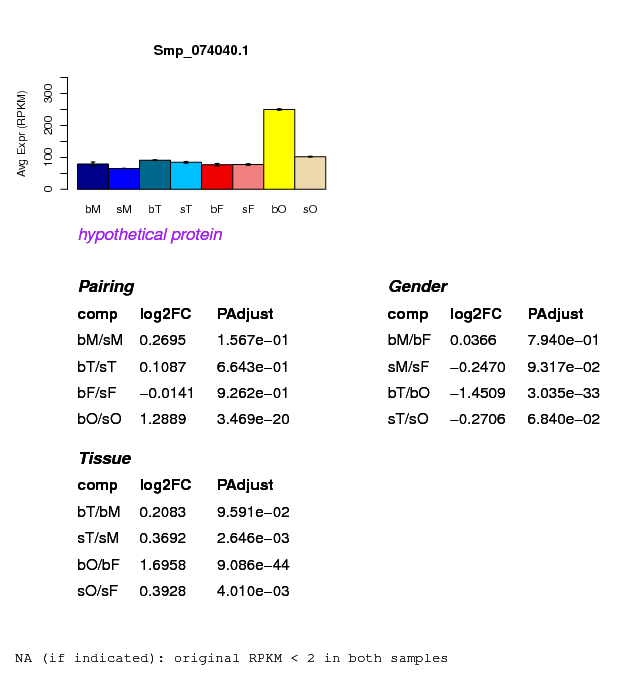 Smp_074040.1
Avg Expr (RPKM)
0 100 200 300
bM sM bT sT bF sF bO sO
hypothetical protein
Pairing
comp log2FC PAdjust
bM/sM 0.2695 1.567e−01
bT/sT 0.1087 6.643e−01
bF/sF −0.0141 9.262e−01
bO/sO 1.2889 3.469e−20
Gender
comp log2FC PAdjust
bM/bF 0.0366 7.940e−01
sM/sF −0.2470 9.317e−02
bT/bO −1.4509 3.035e−33
sT/sO −0.2706 6.840e−02
Tissue
comp log2FC PAdjust
bT/bM 0.2083 9.591e−02
sT/sM 0.3692 2.646e−03
bO/bF 1.6958 9.086e−44
sO/sF 0.3928 4.010e−03
NA (if indicated): original RPKM < 2 in both samples